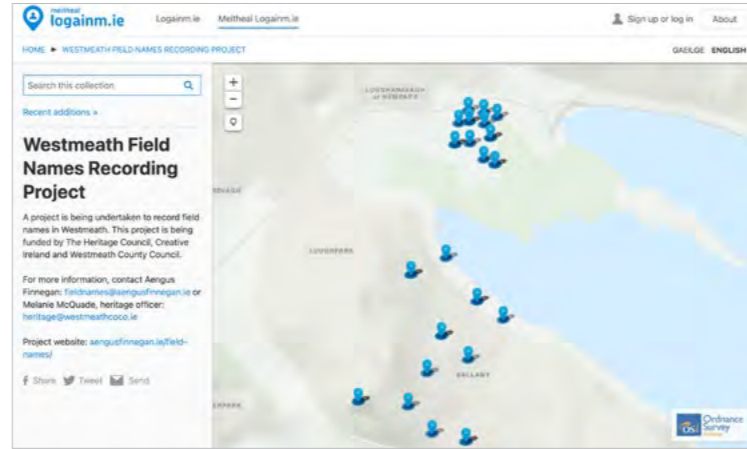 meitheal
logainm.ie
Logainm.ie
Meitheal Logainm.ie
Sign up or log in
About
HOME ▶ WESTMEATH FIELD NAMES RECORDING PROJECT
GAEILGE ENGLISH
Search this collection
Recent additions »
Westmeath Field
Names Recording
Project
A project is being undertaken to record field
names in Westmeath. This project is being
funded by The Heritage Council, Creative
Ireland and Westmeath County Council.
For more information, contact Aengus
Finnegan: fieldnames@aengusfinnegan.ie or
Melanie McQuade, heritage officer:
heritage@westmeathcoco.ie
Project website: aengusfinnegan.ie/field-
names/
Share Tweet Send
+
−
LOUGHPARK
BALLARY
Ordnance
Survey
OSi